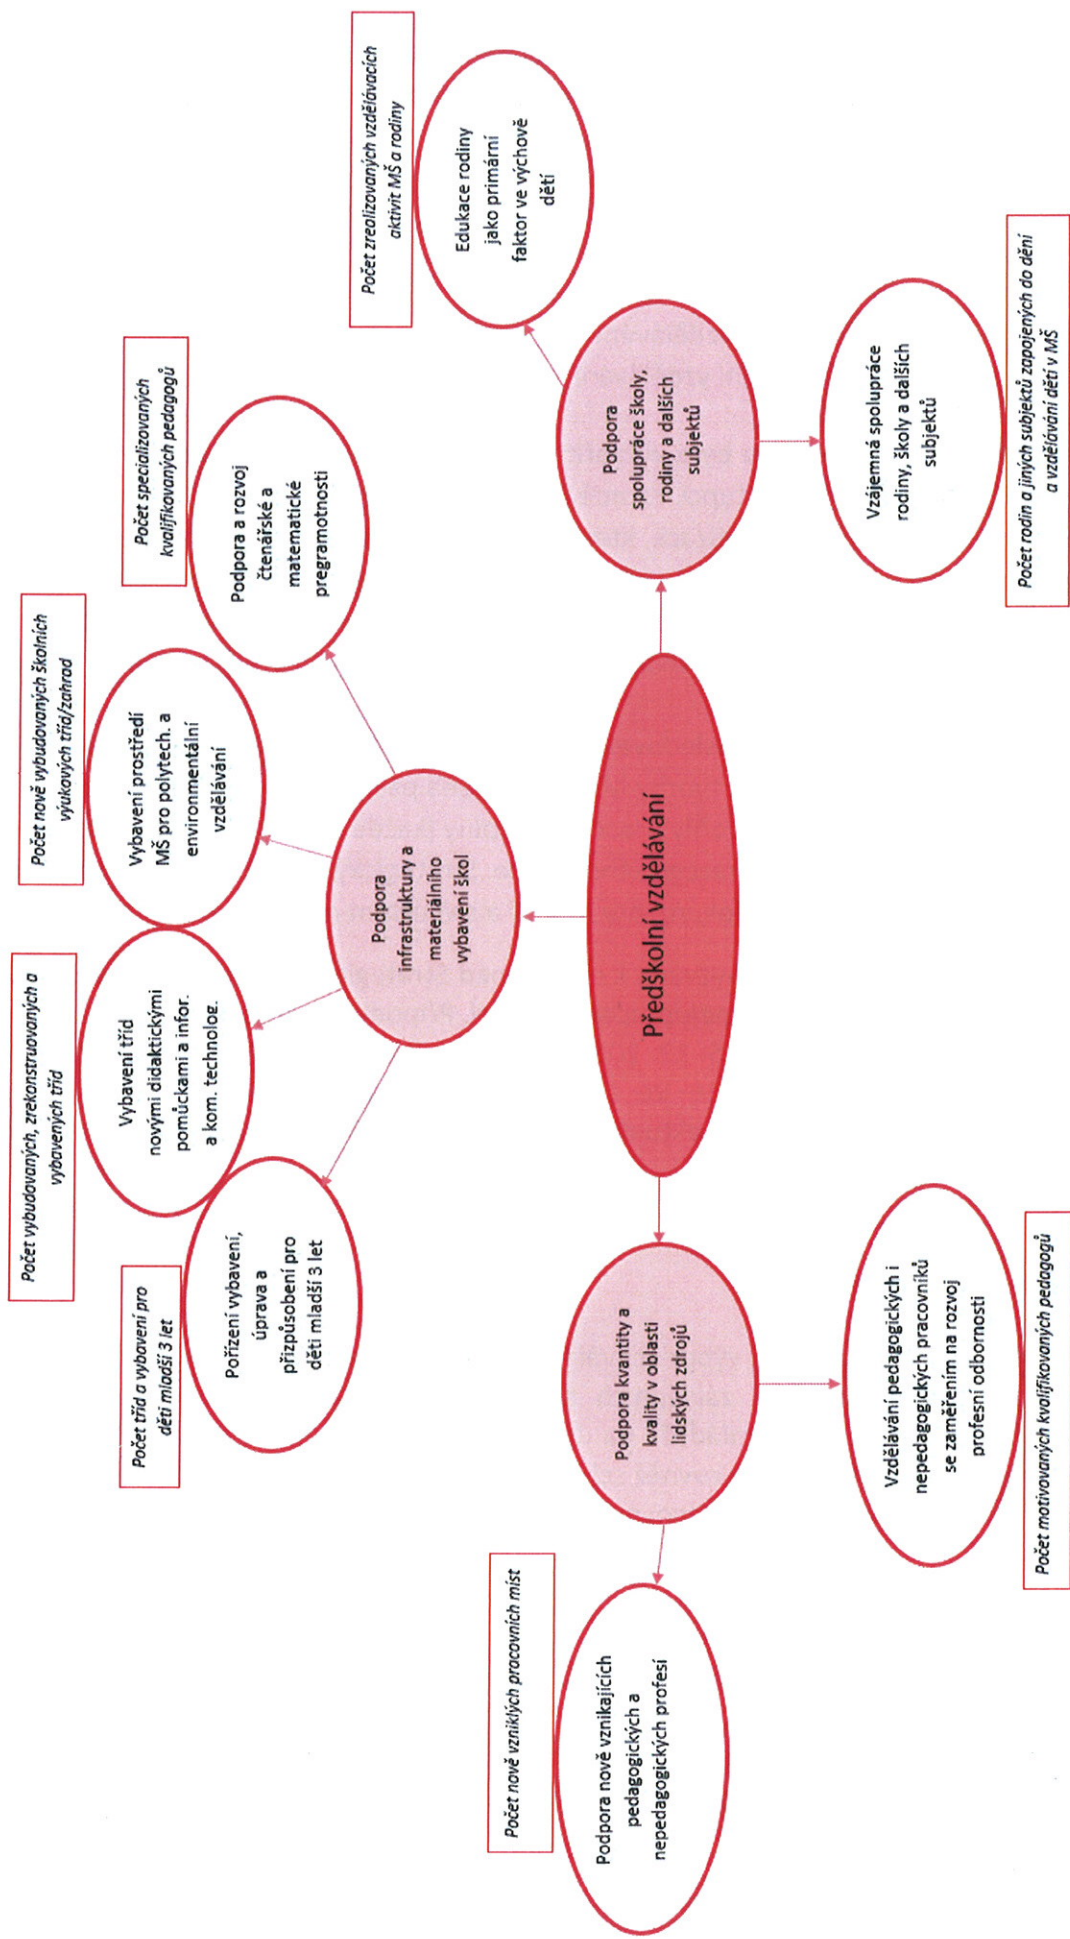 Počet vybudovaných, zrekonstruovaných a
vybavených tříd
Počet nově vybudovaných školních
výukových tříd/zahrad
Počet tříd a vybavení pro
děti mladší 3 let
Počet specializovaných
kvalifikovaných pedagogů
Pořízení vybavení,
úprava a
přizpůsobení pro
děti mladší 3 let
Vybavení tříd
novými didaktickými
pomůckami a infor.
a kom. technolog.
Vybavení prostředí
MŠ pro polytech. a
environmentální
vzdělávání
Podpora a rozvoj
čtenářské a
matematické
pregramotnosti
Podpora
infrastruktury a
materiálního
vybavení škol
Počet zrealizovaných vzdělávacích
aktivit MŠ a rodiny
Edukace rodiny
jako primární
faktor ve výchově
dětí
Počet nově vzniklých pracovních míst
Podpora nově vznikajících
pedagogických a
nepedagogických profesí
Podpora kvantity a
kvality v oblasti
lidských zdrojů
Předškolní vzdělávání
Podpora
spolupráce školy,
rodiny a dalších
subjektů
Vzdělávání pedagogických i
nepedagogických pracovníků
se zaměřením na rozvoj
profesní odbornosti
Počet motivovaných kvalifikovaných pedagogů
Vzájemná spolupráce
rodiny, školy a dalších
subjektů
Počet rodin a jiných subjektů zapojených do dění
a vzdělávání dětí v MŠ